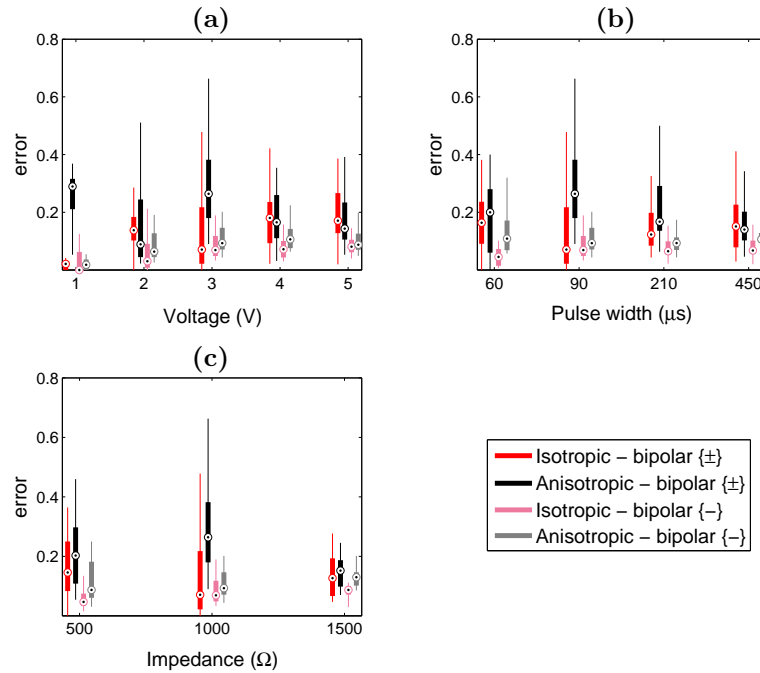 (a)
0.8
0.6
0.4
0.2
error
1 2 3 4 5
Voltage (V)
(b)
0.8
0.6
0.4
0.2
error
60 90 210 450
Pulse width (μs)
(c)
0.8
0.6
0.4
0.2
error
500 1000 1500
Impedance (Ω)
Isotropic − bipolar {±}
Anisotropic − bipolar {±}
Isotropic − bipolar {−}
Anisotropic − bipolar {−}